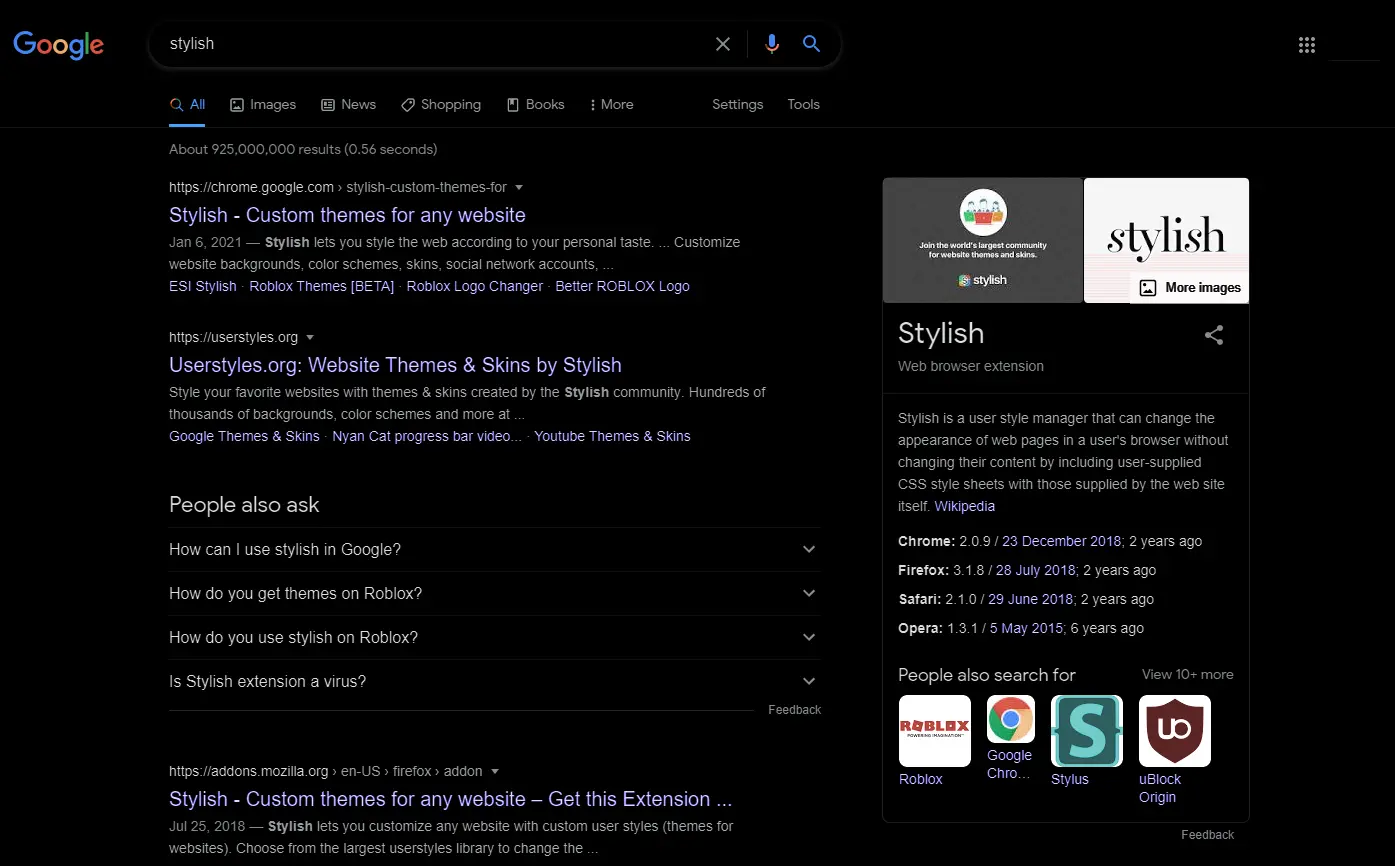 Google
stylish
All Images News Shopping Books More Settings Tools
About 925,000,000 results (0.56 seconds)
https://chrome.google.com › stylish-custom-themes-for
Stylish - Custom themes for any website
Jan 6, 2021 — Stylish lets you style the web according to your personal taste. ... Customize
website backgrounds, color schemes, skins, social network accounts, ...
ESI Stylish · Roblox Themes [BETA] · Roblox Logo Changer · Better ROBLOX Logo
https://userstyles.org
Userstyles.org: Website Themes & Skins by Stylish
Style your favorite websites with themes & skins created by the Stylish community. Hundreds of
thousands of backgrounds, color schemes and more at ...
Google Themes & Skins · Nyan Cat progress bar video... · Youtube Themes & Skins
People also ask
How can I use stylish in Google?
How do you get themes on Roblox?
How do you use stylish on Roblox?
Is Stylish extension a virus?
Feedback
https://addons.mozilla.org › en-US › firefox › addon
Stylish - Custom themes for any website – Get this Extension ...
Jul 25, 2018 — Stylish lets you customize any website with custom user styles (themes for
websites). Choose from the largest userstyles library to change the ...
Join the world's largest community
for website themes and skins.
stylish
stylish
More images
Stylish
Web browser extension
Stylish is a user style manager that can change the
appearance of web pages in a user's browser without
changing their content by including user-supplied
CSS style sheets with those supplied by the web site
itself. Wikipedia
Chrome: 2.0.9 / 23 December 2018; 2 years ago
Firefox: 3.1.8 / 28 July 2018; 2 years ago
Safari: 2.1.0 / 29 June 2018; 2 years ago
Opera: 1.3.1 / 5 May 2015; 6 years ago
People also search for View 10+ more
ROBLOX
POWERING IMAGINATION™
S
uo
Roblox
Google
Chro...
Stylus
uBlock
Origin
Feedback